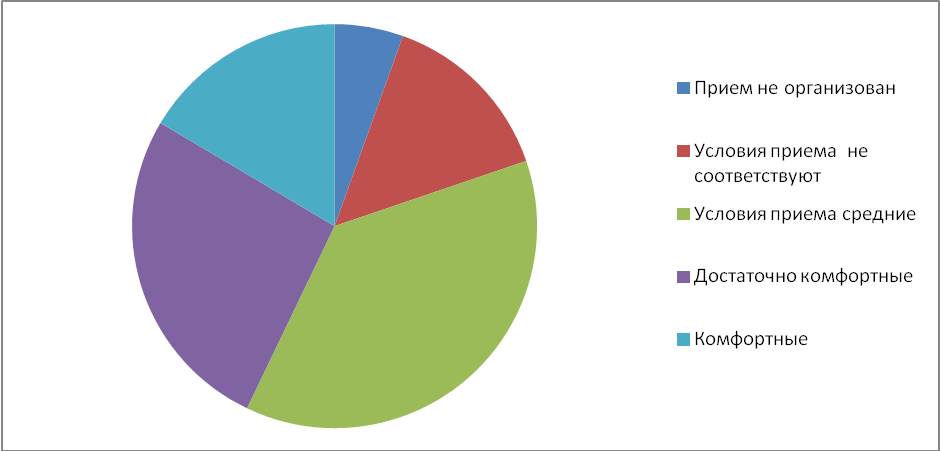 Прием не организован
Условия приема не
соответствуют
Условия приема средние
Достаточно комфортные
Комфортные